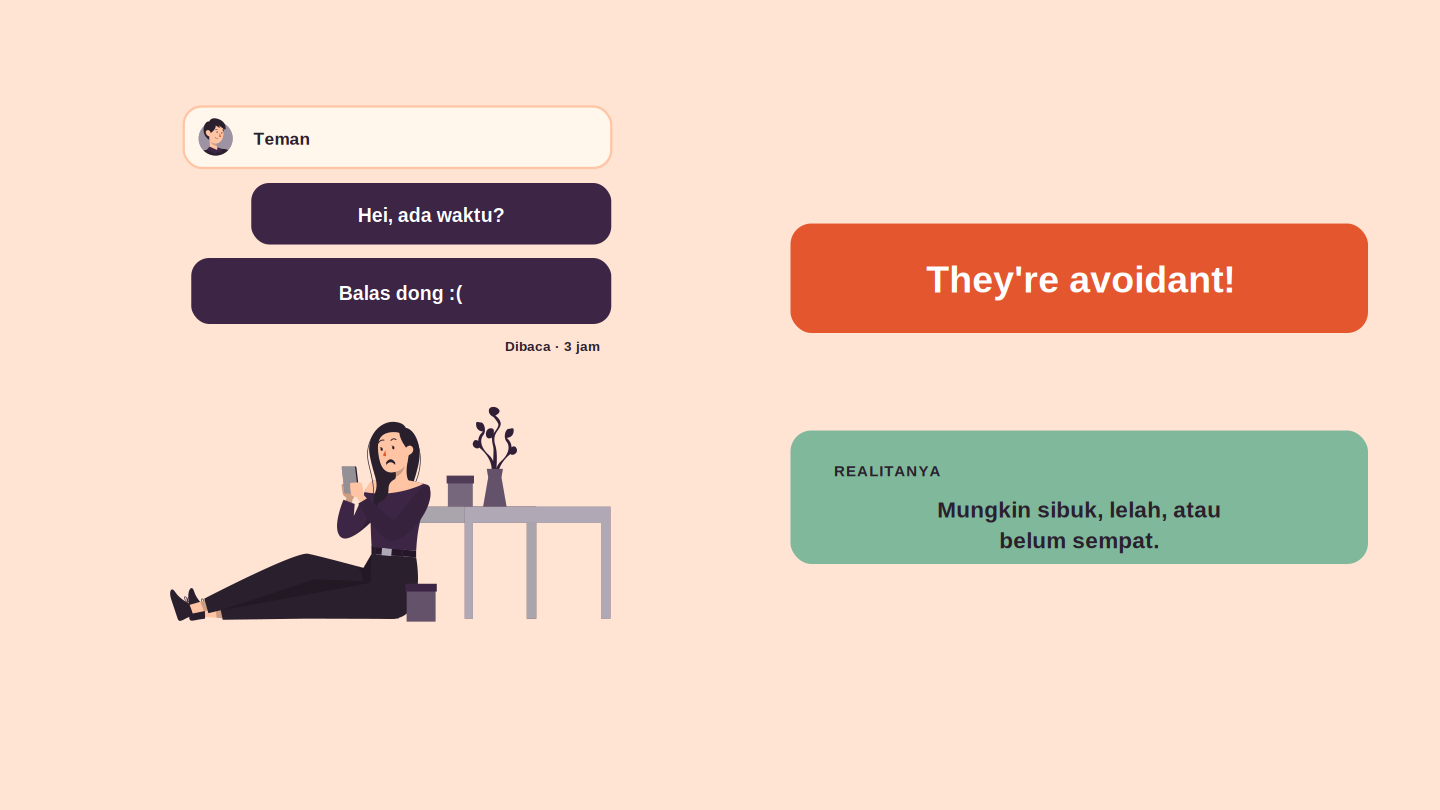 Teman
Hei, ada waktu?
Balas dong :(
Dibaca · 3 jam
They're avoidant!
REALITANYA
Mungkin sibuk, lelah, atau
belum sempat.